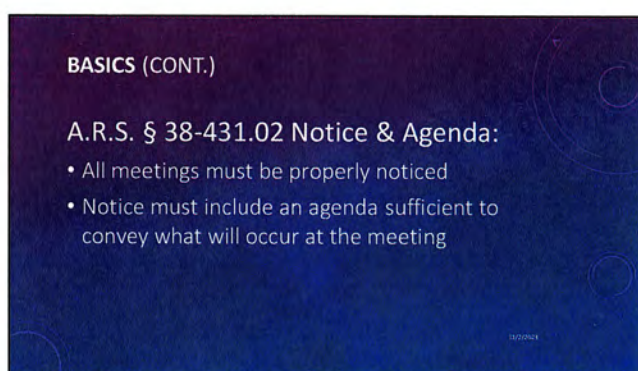 BASICS (CONT.)
A.R.S. § 38-431.02 Notice & Agenda:
• All meetings must be properly noticed
• Notice must include an agenda sufficient to
convey what will occur at the meeting